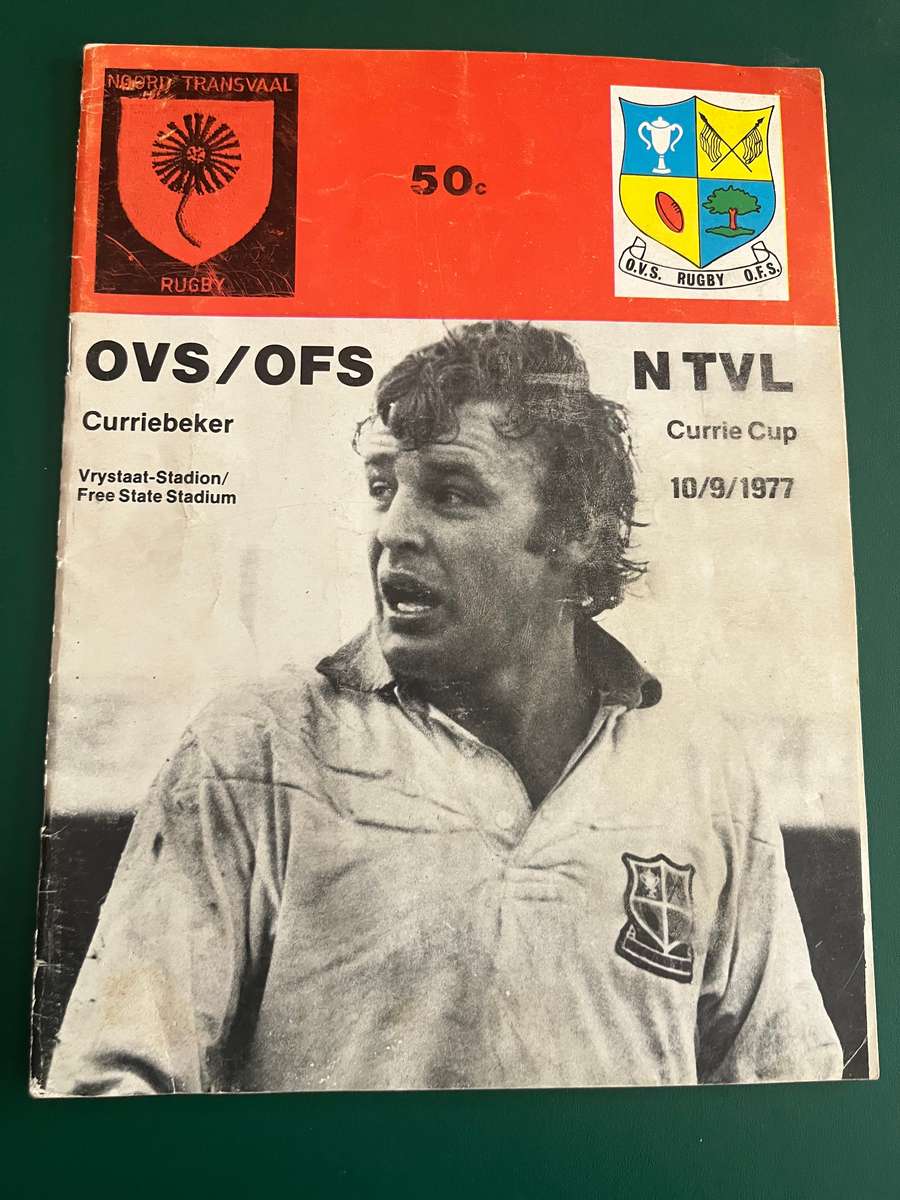 NOORD TRANSVAAL
RUGBY
50c
O.V.S. RUGBY O.F.S.
OVS/OFS
Curriebeker
Vrystaat-Stadion/
Free State Stadium
N TVL
Currie Cup
10/9/1977